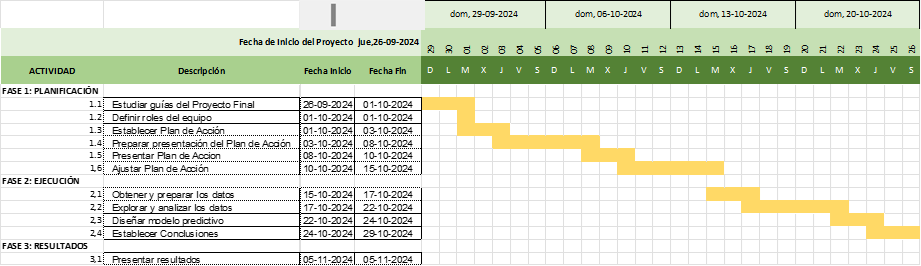 dom, 29-09-2024 dom, 06-10-2024 dom, 13-10-2024 dom, 20-10-2024
Fecha de Inicio del Proyecto jue,26-09-2024 29 30 01 02 03 04 05 06 07 08 09 10 11 12 13 14 15 16 17 18 19 20 21 22 23 24 25 26
ACTIVIDAD Descripción Fecha Inicio Fecha Fin D L M X J V S D L M X J V S D L M X J V S D L M X J V S
FASE 1: PLANIFICACIÓN
1.1 Estudiar guías del Proyecto Final 26-09-2024 01-10-2024
1.2 Definir roles del equipo 01-10-2024 01-10-2024
1.3 Establecer Plan de Acción 01-10-2024 03-10-2024
1.4 Preparar presentación del Plan de Acción 03-10-2024 08-10-2024
1.5 Presentar Plan de Accion 08-10-2024 10-10-2024
1,6 Ajustar Plan de Acción 10-10-2024 15-10-2024
FASE 2: EJECUCIÓN
2,1 Obtener y preparar los datos 15-10-2024 17-10-2024
2,2 Explorar y analizar los datos 17-10-2024 22-10-2024
2,3 Diseñar modelo predictivo 22-10-2024 24-10-2024
2,4 Establecer Conclusiones 24-10-2024 29-10-2024
FASE 3: RESULTADOS
3,1 Presentar resultados 05-11-2024 05-11-2024